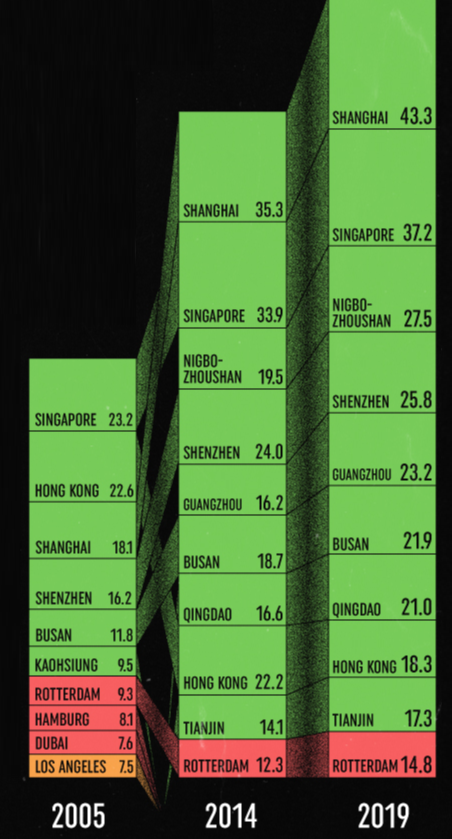 SINGAPORE 23.2
HONG KONG 22.6
SHANGHAI 18.1
SHENZHEN 16.2
BUSAN 11.8
KAOHSIUNG 9.5
ROTTERDAM 9.3
HAMBURG 8.1
DUBAI 7.6
LOS ANGELES 7.5
2005
SHANGHAI 35.3
SINGAPORE 33.9
NIGBO-
ZHOUSHAN 19.5
SHENZHEN 24.0
GUANGZHOU 16.2
BUSAN 18.7
QINGDAO 16.6
HONG KONG 22.2
TIANJIN 14.1
ROTTERDAM 12.3
2014
SHANGHAI 43.3
SINGAPORE 37.2
NIGBO-
ZHOUSHAN 27.5
SHENZHEN 25.8
GUANGZHOU 23.2
BUSAN 21.9
QINGDAO 21.0
HONG KONG 18.3
TIANJIN 17.3
ROTTERDAM 14.8
2019